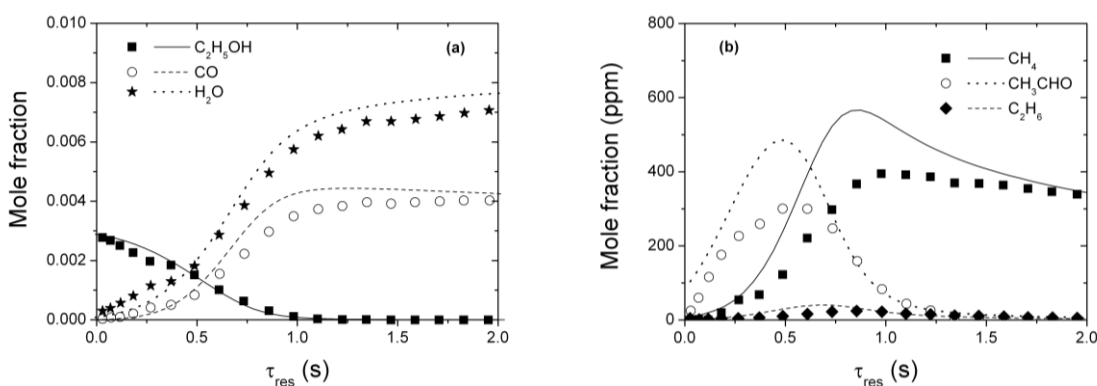 0.010
0.008
0.006
0.004
0.002
0.000
Mole fraction
(a)
C₂H₅OH
CO
H₂O
0.0 0.5 1.0 1.5 2.0
τres (s)
800
600
400
200
0
Mole fraction (ppm)
(b)
CH₄
CH₃CHO
C₂H₆
0.0 0.5 1.0 1.5 2.0
τres (s)